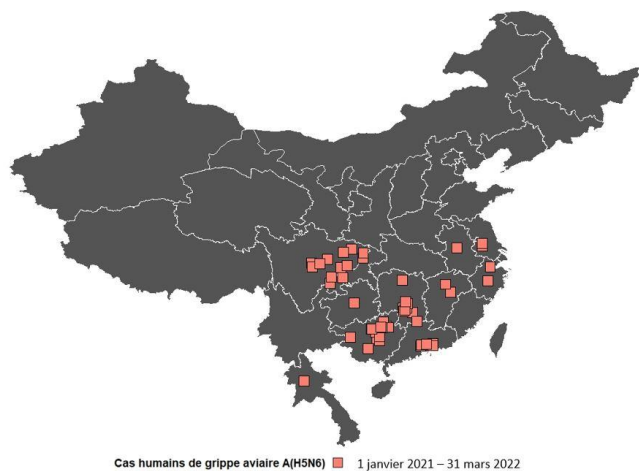 Cas humains de grippe aviaire A(H5N6) 1 janvier 2021 – 31 mars 2022